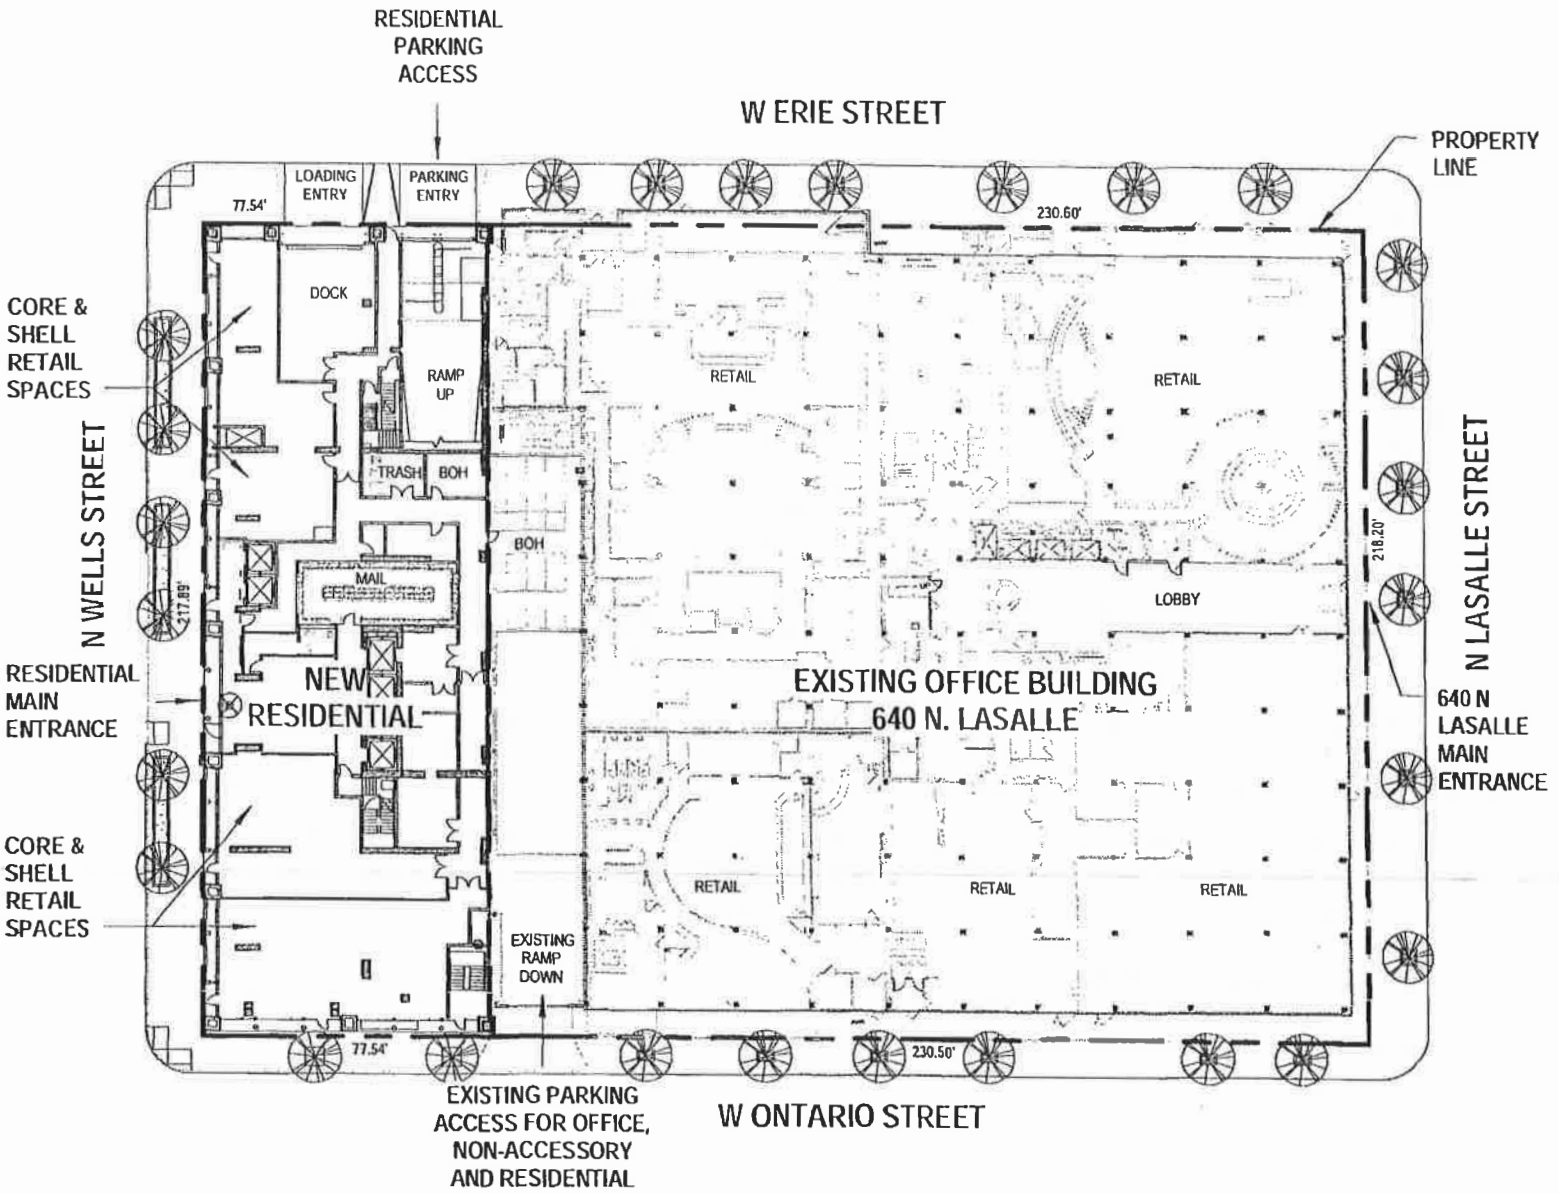 RESIDENTIAL
PARKING
ACCESS
W ERIE STREET
PROPERTY
LINE
LOADING
ENTRY
PARKING
ENTRY
77.54'
230.60'
DOCK
CORE &
SHELL
RETAIL
SPACES
RAMP
UP
RETAIL
RETAIL
TRASH
BOH
N WELLS STREET
BOH
N LASALLE STREET
218.20'
MAIL
217.89'
LOBBY
RESIDENTIAL
MAIN
ENTRANCE
NEW
RESIDENTIAL
EXISTING OFFICE BUILDING
640 N. LASALLE
640 N
LASALLE
MAIN
ENTRANCE
CORE &
SHELL
RETAIL
SPACES
RETAIL
RETAIL
RETAIL
EXISTING
RAMP
DOWN
77.54'
230.50'
EXISTING PARKING
ACCESS FOR OFFICE,
NON-ACCESSORY
AND RESIDENTIAL
W ONTARIO STREET